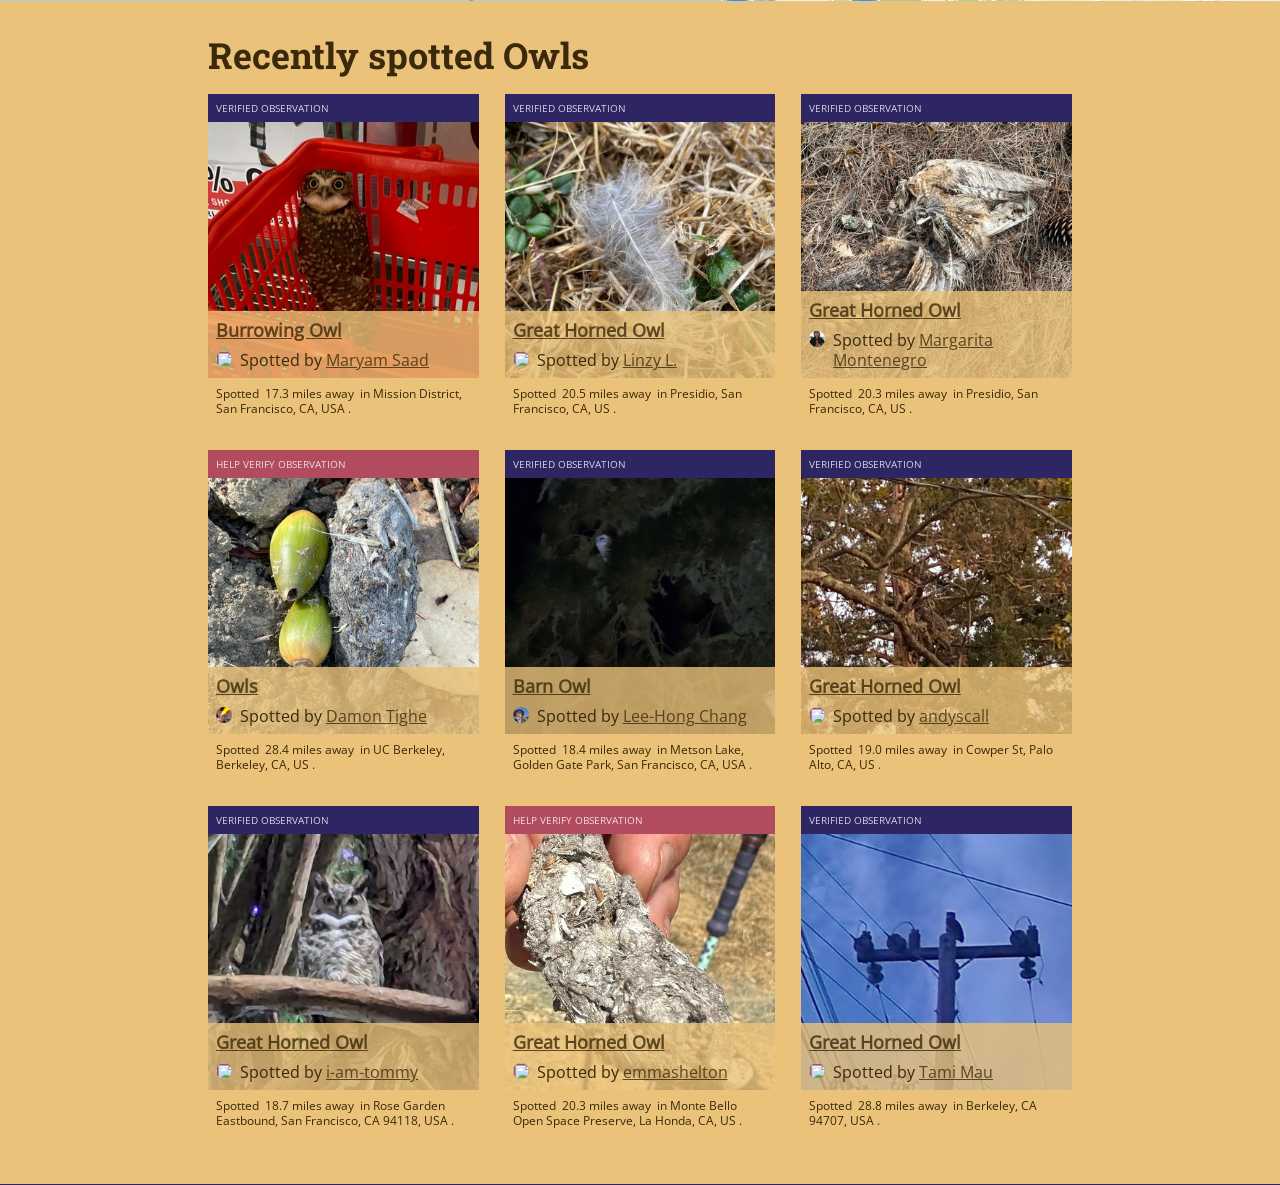 Recently spotted Owls
VERIFIED OBSERVATION
%
SHO
Burrowing Owl
Spotted by Maryam Saad
Spotted 17.3 miles away in Mission District,
San Francisco, CA, USA .
VERIFIED OBSERVATION
Great Horned Owl
Spotted by Linzy L.
Spotted 20.5 miles away in Presidio, San
Francisco, CA, US .
VERIFIED OBSERVATION
Great Horned Owl
Spotted by Margarita
Montenegro
Spotted 20.3 miles away in Presidio, San
Francisco, CA, US .
HELP VERIFY OBSERVATION
Owls
Spotted by Damon Tighe
Spotted 28.4 miles away in UC Berkeley,
Berkeley, CA, US .
VERIFIED OBSERVATION
Barn Owl
Spotted by Lee-Hong Chang
Spotted 18.4 miles away in Metson Lake,
Golden Gate Park, San Francisco, CA, USA .
VERIFIED OBSERVATION
Great Horned Owl
Spotted by andyscall
Spotted 19.0 miles away in Cowper St, Palo
Alto, CA, US .
VERIFIED OBSERVATION
Great Horned Owl
Spotted by i-am-tommy
Spotted 18.7 miles away in Rose Garden
Eastbound, San Francisco, CA 94118, USA .
HELP VERIFY OBSERVATION
Great Horned Owl
Spotted by emmashelton
Spotted 20.3 miles away in Monte Bello
Open Space Preserve, La Honda, CA, US .
VERIFIED OBSERVATION
Great Horned Owl
Spotted by Tami Mau
Spotted 28.8 miles away in Berkeley, CA
94707, USA .